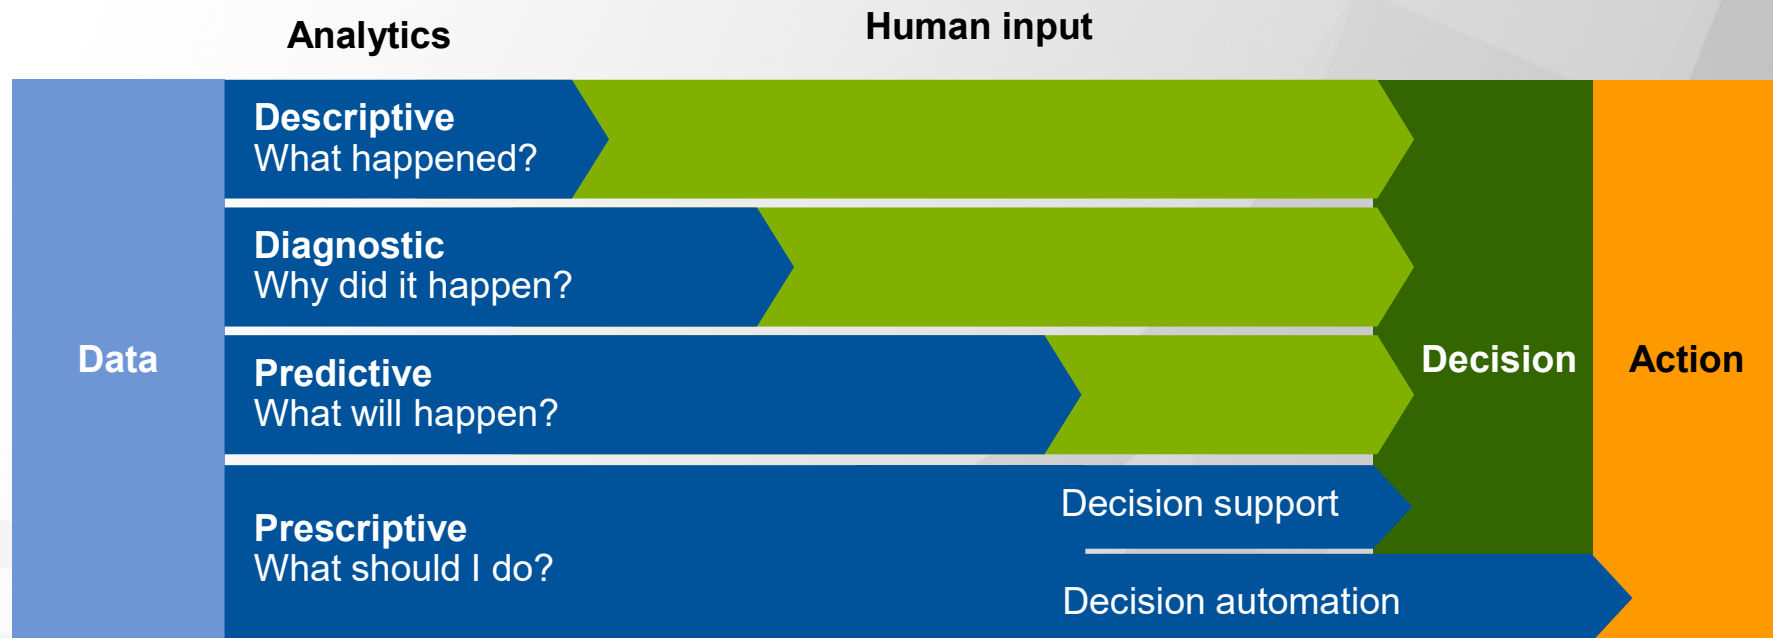 Analytics
Human input
Descriptive
What happened?
Diagnostic
Why did it happen?
Data
Predictive
What will happen?
Decision
Action
Prescriptive
What should I do?
Decision support
Decision automation